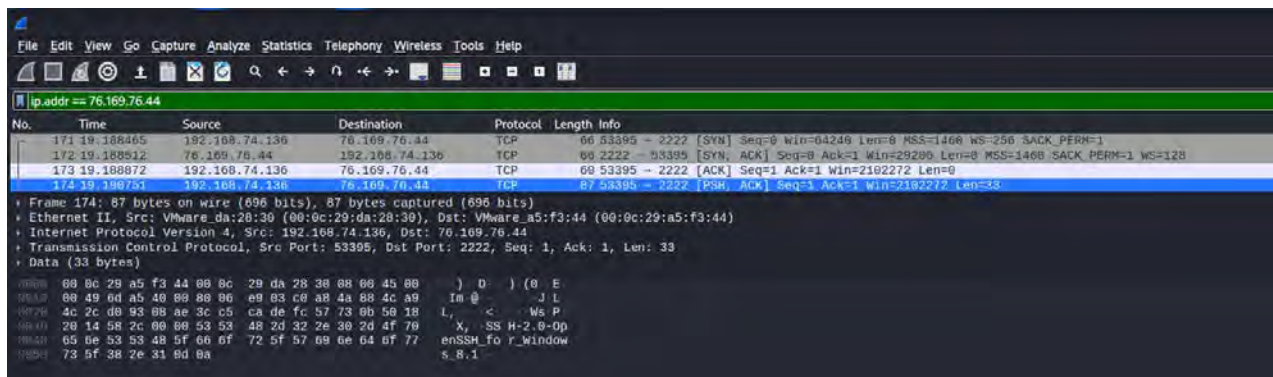 File Edit View Go Capture Analyze Statistics Telephony Wireless Tools Help
ip.addr == 76.169.76.44
No. Time Source Destination Protocol Length Info
171 19.188465 192.168.74.136 76.169.76.44 TCP 66 53395 → 2222 [SYN] Seq=0 Win=64240 Len=0 MSS=1460 WS=256 SACK_PERM=1
172 19.188512 76.169.76.44 192.168.74.136 TCP 66 2222 → 53395 [SYN, ACK] Seq=0 Ack=1 Win=29200 Len=0 MSS=1460 SACK_PERM=1 WS=128
173 19.188872 192.168.74.136 76.169.76.44 TCP 60 53395 → 2222 [ACK] Seq=1 Ack=1 Win=2102272 Len=0
174 19.190751 192.168.74.136 76.169.76.44 TCP 87 53395 → 2222 [PSH, ACK] Seq=1 Ack=1 Win=2102272 Len=33
Frame 174: 87 bytes on wire (696 bits), 87 bytes captured (696 bits)
Ethernet II, Src: VMware_da:28:30 (00:0c:29:da:28:30), Dst: VMware_a5:f3:44 (00:0c:29:a5:f3:44)
Internet Protocol Version 4, Src: 192.168.74.136, Dst: 76.169.76.44
Transmission Control Protocol, Src Port: 53395, Dst Port: 2222, Seq: 1, Ack: 1, Len: 33
Data (33 bytes)
0000 00 0c 29 a5 f3 44 00 0c 29 da 28 30 08 00 45 00 ) D ) (0 E
0010 00 49 6d a5 40 00 80 06 e9 03 c0 a8 4a 88 4c a9 Im @ J L
0020 4c 2c d0 93 08 ae 3c c5 ca de fc 57 73 0b 50 18 L, < Ws P
0030 20 14 58 2c 00 00 53 53 48 2d 32 2e 30 2d 4f 70 X, SS H-2.0-Op
0040 65 6e 53 53 48 5f 66 6f 72 5f 57 69 6e 64 6f 77 enSSH_fo r_Window
0050 73 5f 38 2e 31 0d 0a s_8.1